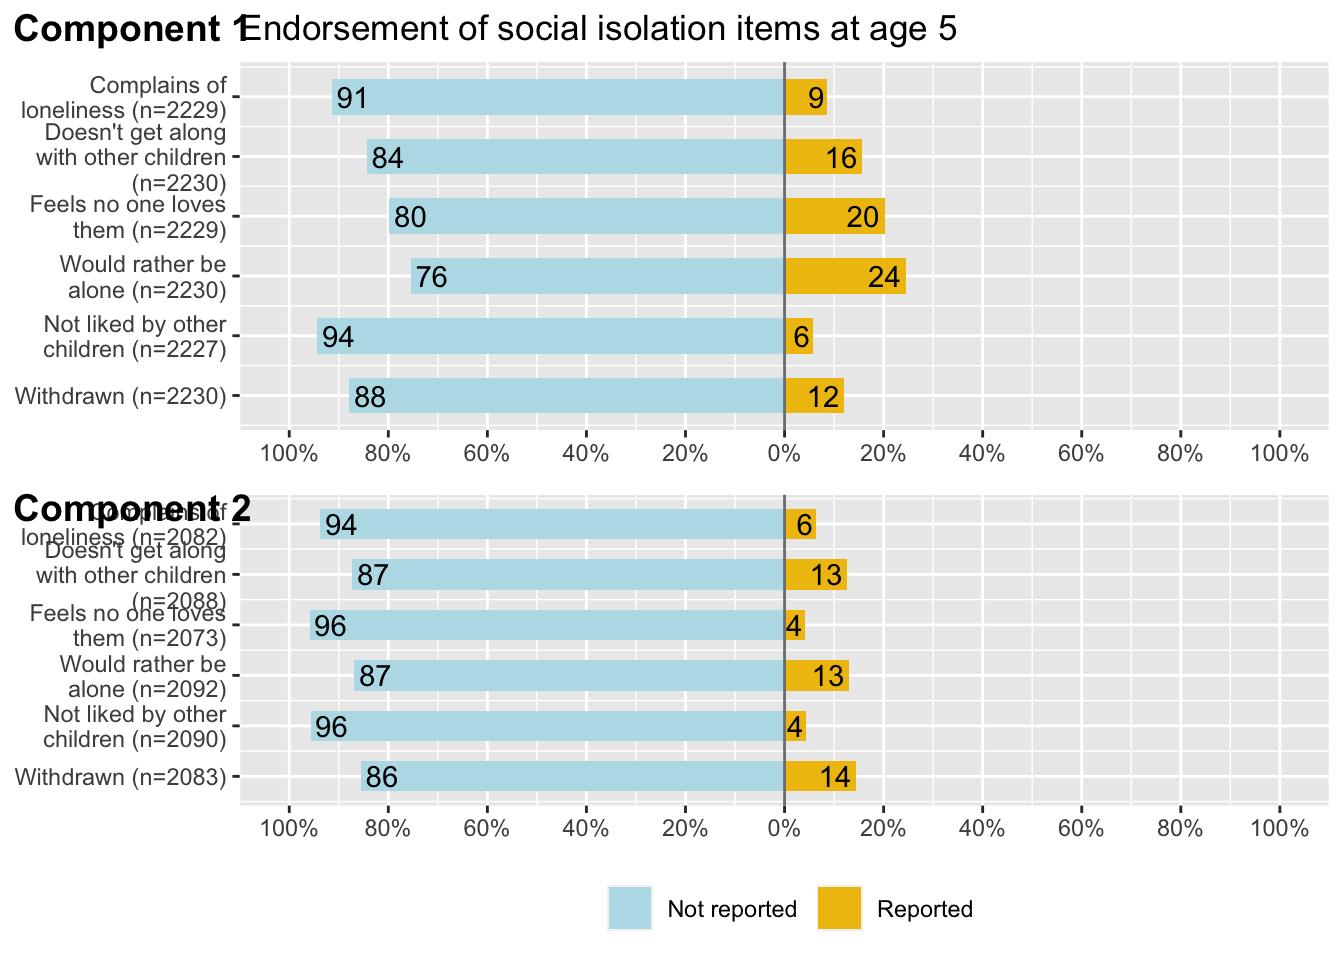 Component 1
Endorsement of social isolation items at age 5
Complains of
loneliness (n=2229)
91
9
Doesn't get along
with other children
(n=2230)
84
16
Feels no one loves
them (n=2229)
80
20
Would rather be
alone (n=2230)
76
24
Not liked by other
children (n=2227)
94
6
Withdrawn (n=2230)
88
12
100% 80% 60% 40% 20% 0% 20% 40% 60% 80% 100%
Component 2
Complains of
loneliness (n=2082)
94
6
Doesn't get along
with other children
(n=2088)
87
13
Feels no one loves
them (n=2073)
96
4
Would rather be
alone (n=2092)
87
13
Not liked by other
children (n=2090)
96
4
Withdrawn (n=2083)
86
14
100% 80% 60% 40% 20% 0% 20% 40% 60% 80% 100%
Not reported
Reported